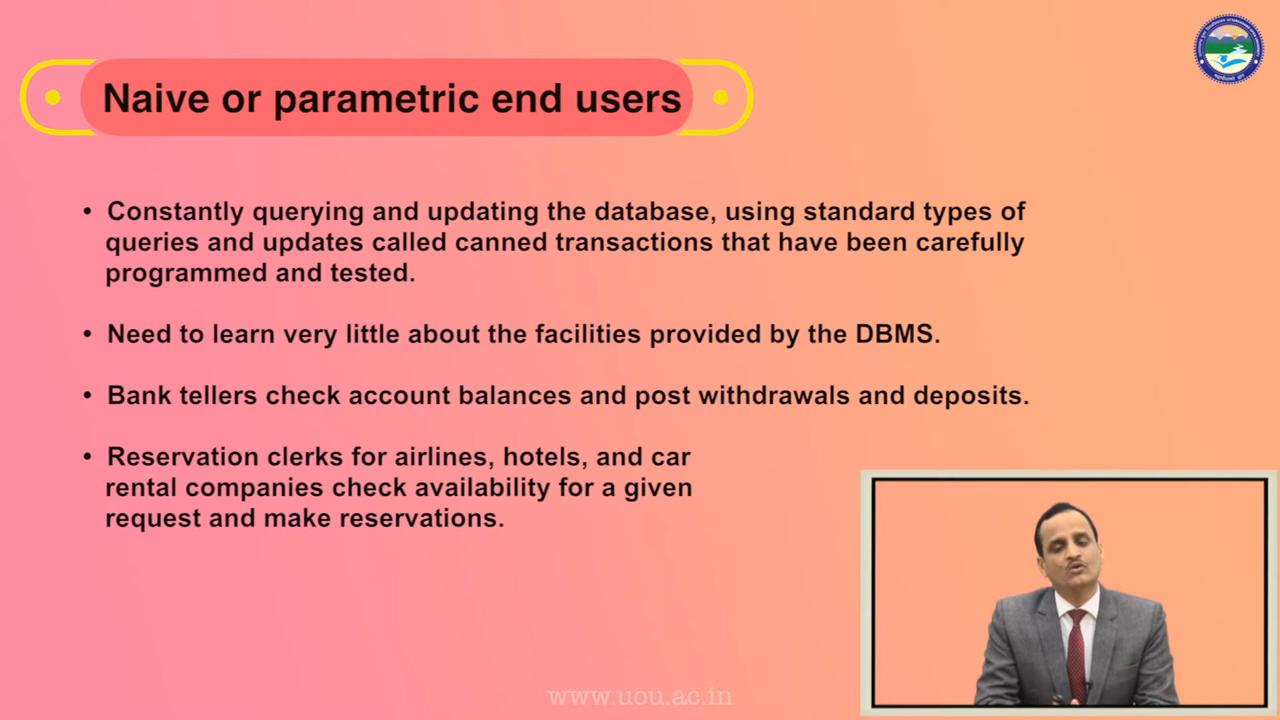 Naive or parametric end users
• Constantly querying and updating the database, using standard types of
queries and updates called canned transactions that have been carefully
programmed and tested.
• Need to learn very little about the facilities provided by the DBMS.
• Bank tellers check account balances and post withdrawals and deposits.
• Reservation clerks for airlines, hotels, and car
rental companies check availability for a given
request and make reservations.
www.uou.ac.in